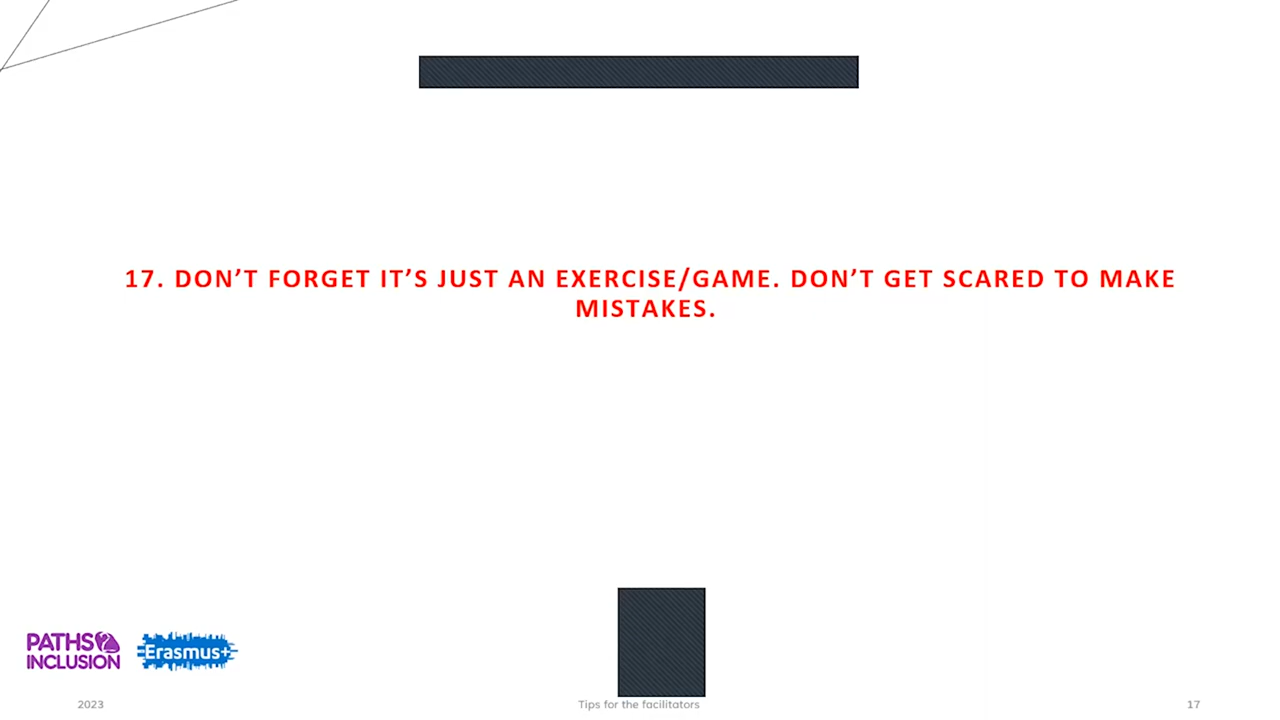 17. DON’T FORGET IT’S JUST AN EXERCISE/GAME. DON’T GET SCARED TO MAKE
MISTAKES.
PATHS2
INCLUSION
Erasmus+
2023
Tips for the facilitators
17